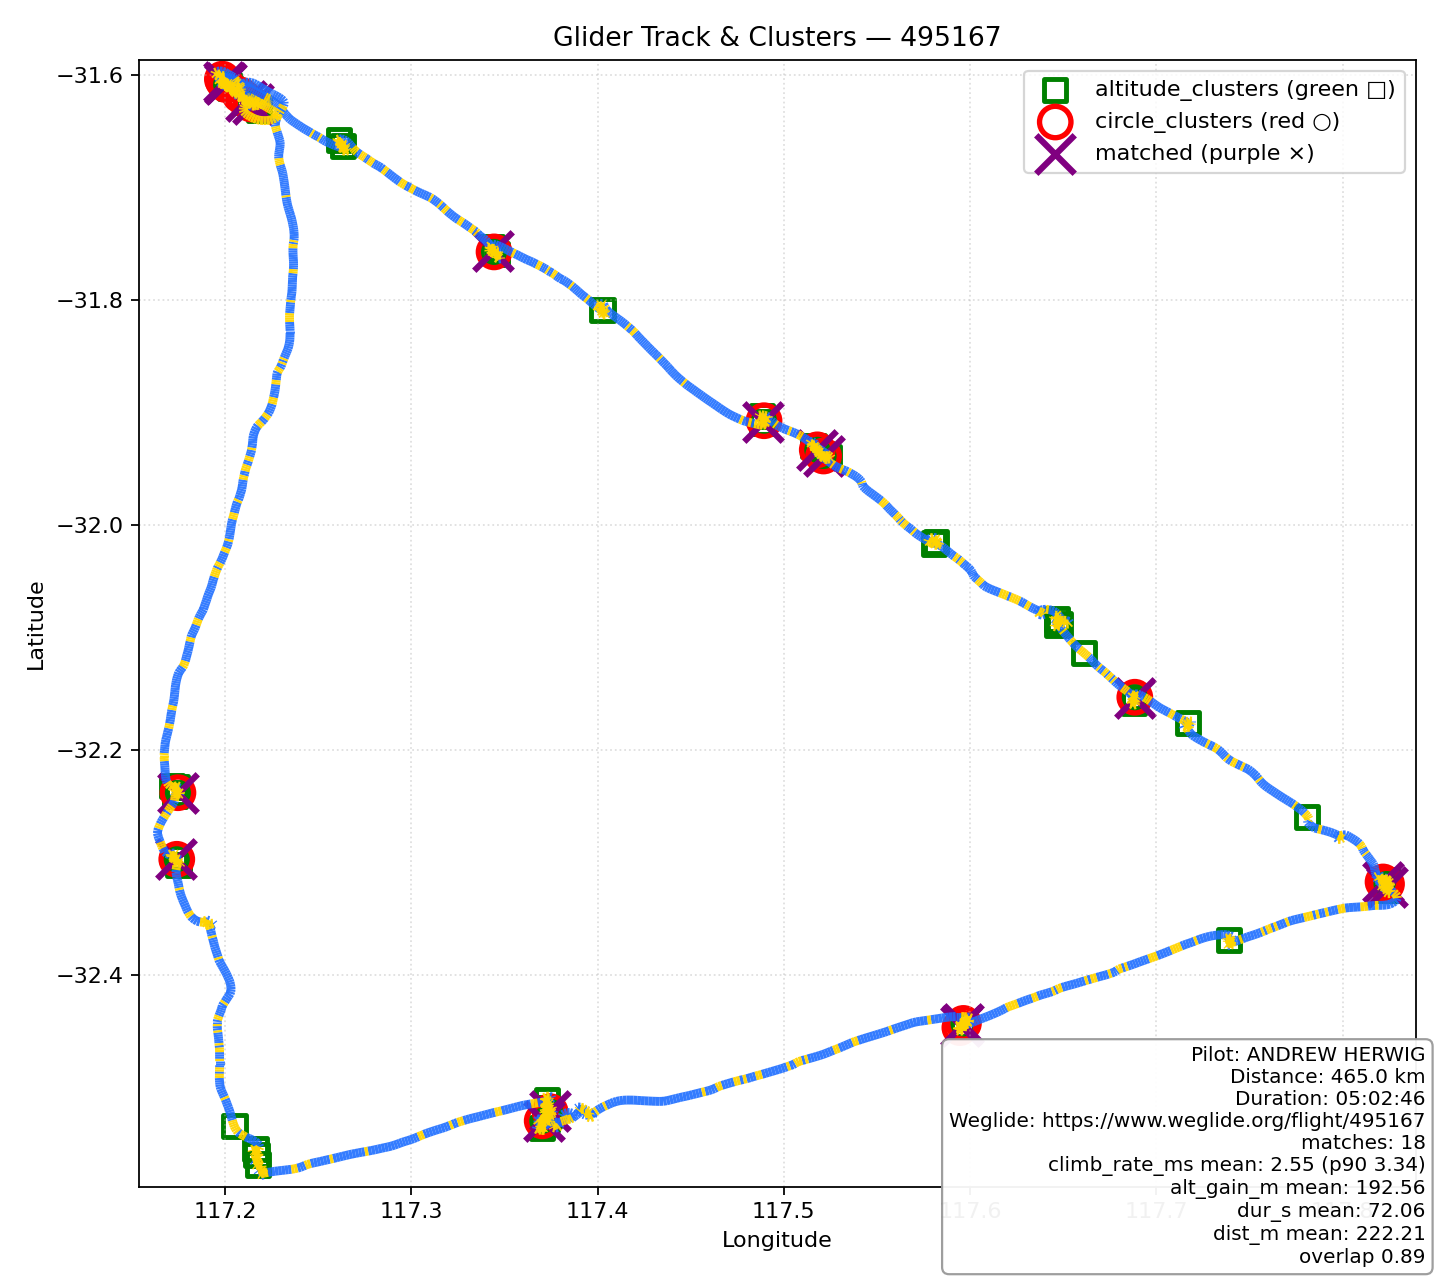 Glider Track & Clusters — 495167
altitude_clusters (green □)
circle_clusters (red ○)
matched (purple ×)
Latitude
−31.6
−31.8
−32.0
−32.2
−32.4
117.2
117.3
117.4
117.5
117.6
117.7
Longitude
Pilot: ANDREW HERWIG
Distance: 465.0 km
Duration: 05:02:46
Weglide: https://www.weglide.org/flight/495167
matches: 18
climb_rate_ms mean: 2.55 (p90 3.34)
alt_gain_m mean: 192.56
dur_s mean: 72.06
dist_m mean: 222.21
overlap 0.89